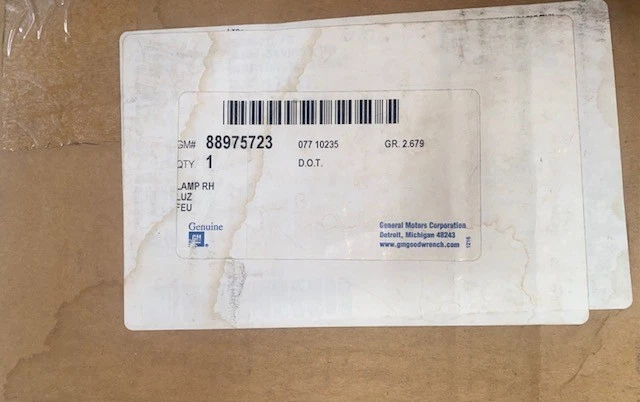 GM# 88975723 077 10235 GR. 2.679
QTY 1 D.O.T.
LAMP RH
LUZ
FEU
Genuine
GM
General Motors Corporation
Detroit, Michigan 48243
www.gmgoodwrench.com